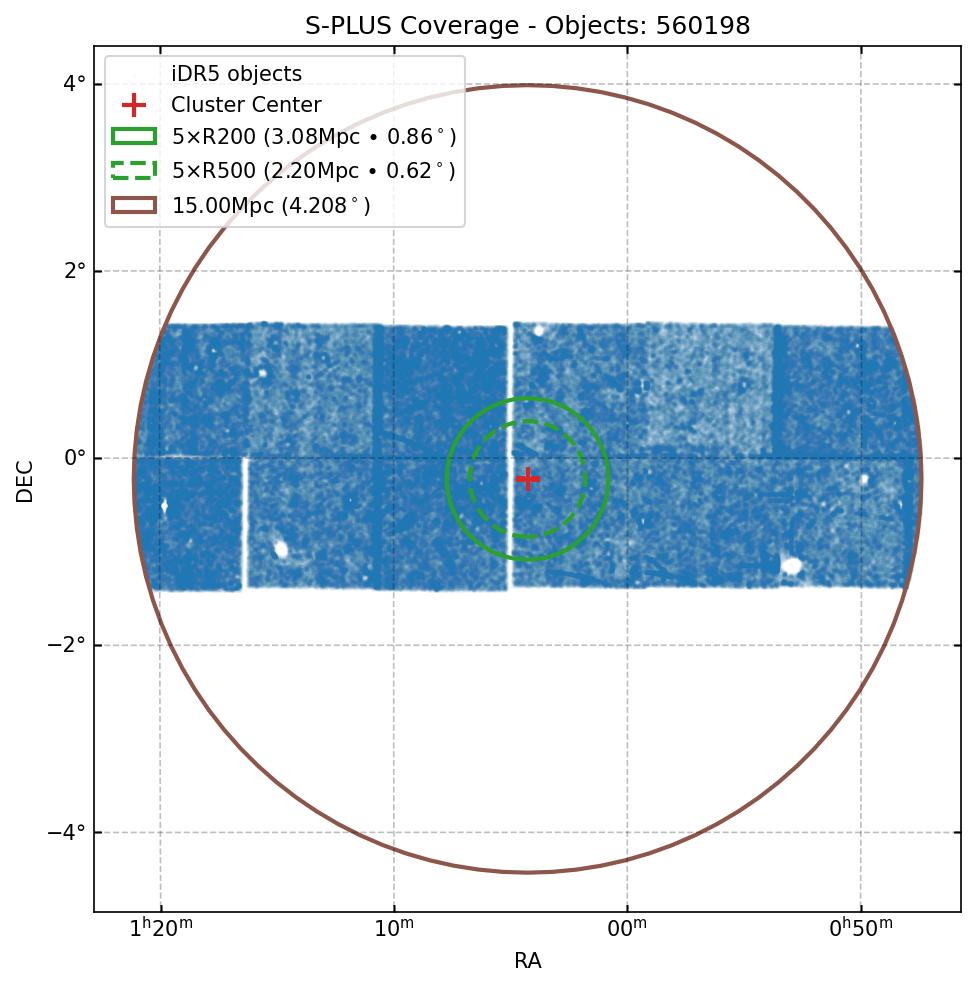 S-PLUS Coverage - Objects: 560198
iDR5 objects
Cluster Center
5×R200 (3.08Mpc • 0.86°)
5×R500 (2.20Mpc • 0.62°)
15.00Mpc (4.208°)
4°
2°
0°
−2°
−4°
DEC
1ʰ20ᵐ 10ᵐ 00ᵐ 0ʰ50ᵐ
RA